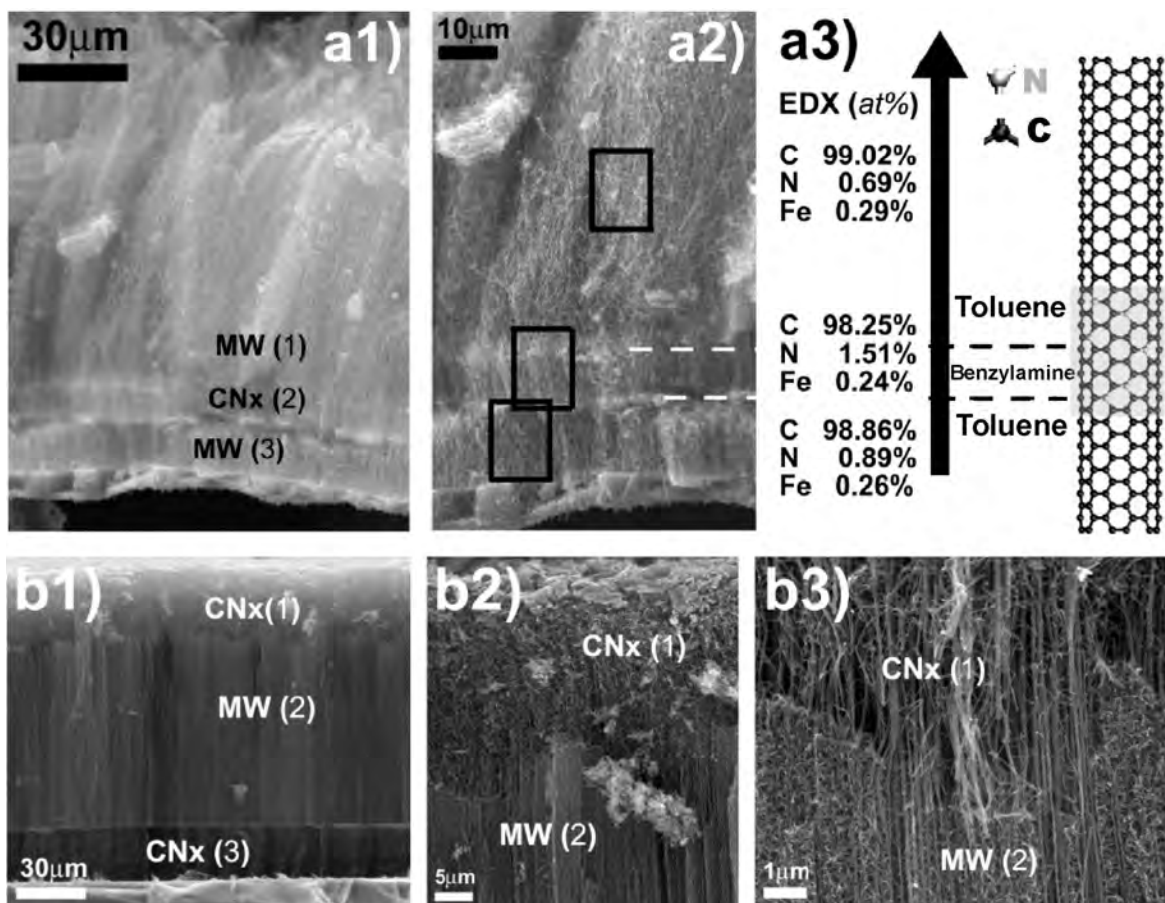 30μm
a1)
MW (1)
CNx (2)
MW (3)
10μm
a2)
a3)
N
C
EDX (at%)
C 99.02%
N 0.69%
Fe 0.29%
C 98.25%
N 1.51%
Fe 0.24%
C 98.86%
N 0.89%
Fe 0.26%
Toluene
Benzylamine
Toluene
b1)
CNx(1)
MW (2)
CNx (3)
30μm
b2)
CNx (1)
MW (2)
5μm
b3)
CNx (1)
MW (2)
1μm